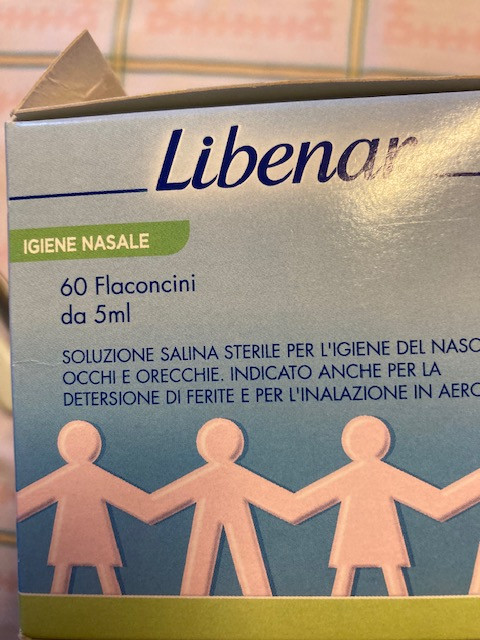 Libenar
IGIENE NASALE
60 Flaconcini
da 5ml
SOLUZIONE SALINA STERILE PER L'IGIENE DEL NASO
OCCHI E ORECCHIE. INDICATO ANCHE PER LA
DETERSIONE DI FERITE E PER L'INALAZIONE IN AERO